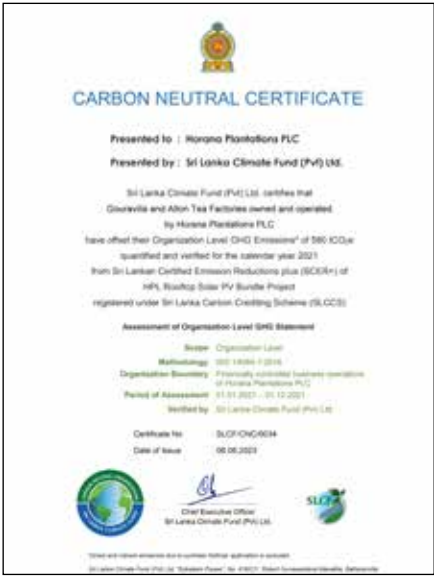 CARBON NEUTRAL CERTIFICATE
Presented to : Horana Plantations PLC
Presented by : Sri Lanka Climate Fund (Pvt) Ltd.
Sri Lanka Climate Fund (Pvt) Ltd. certifies that
Gouravilla and Alton Tea Factories owned and operated
by Horana Plantations PLC
have offset their Organization Level GHG Emissions* of 580 tCO₂e
quantified and verified for the calendar year 2021
from Sri Lankan Certified Emission Reductions plus (SCER+) of
HPL Rooftop Solar PV Bundle Project
registered under Sri Lanka Carbon Crediting Scheme (SLCCS)
Assessment of Organization Level GHG Statement
Scope Organization Level
Methodology ISO 14064-1:2018
Organization Boundary Financially controlled business operations
of Horana Plantations PLC
Period of Assessment 01.01.2021 - 31.12.2021
Verified by Sri Lanka Climate Fund (Pvt) Ltd
Certificate No SLCF/CNC/0034
Date of Issue
Chief Executive Officer
Sri Lanka Climate Fund (Pvt) Ltd.
SLCF